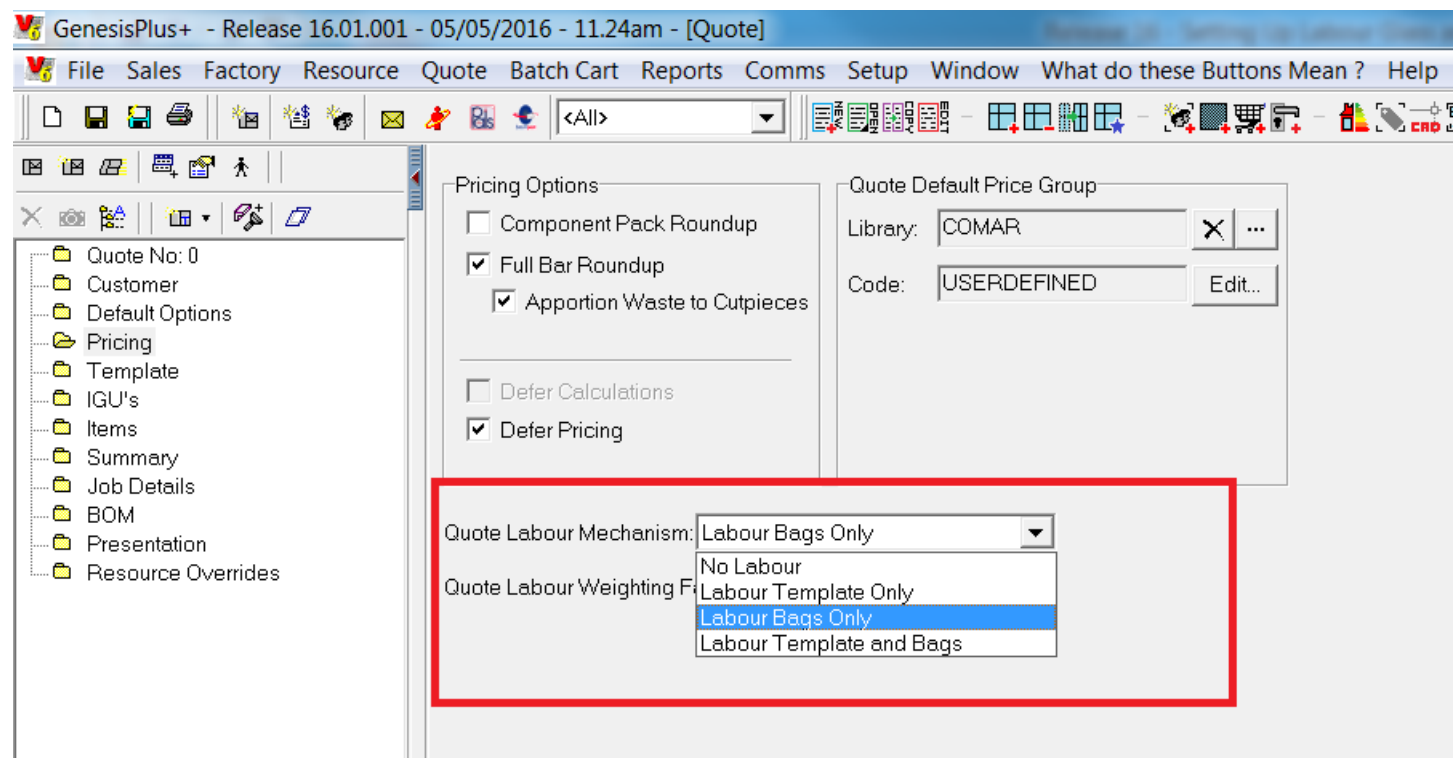 GenesisPlus+ - Release 16.01.001 - 05/05/2016 - 11.24am - [Quote]
File Sales Factory Resource Quote Batch Cart Reports Comms Setup Window What do these Buttons Mean ? Help
<All>
CAD
Quote No: 0
Customer
Default Options
Pricing
Template
IGU's
Items
Summary
Job Details
BOM
Presentation
Resource Overrides
Pricing Options
Component Pack Roundup
Full Bar Roundup
Apportion Waste to Cutpieces
Defer Calculations
Defer Pricing
Quote Default Price Group
Library: COMAR ...
Code: USERDEFINED Edit...
Quote Labour Mechanism: Labour Bags Only
No Labour
Quote Labour Weighting F
Labour Template Only
Labour Bags Only
Labour Template and Bags